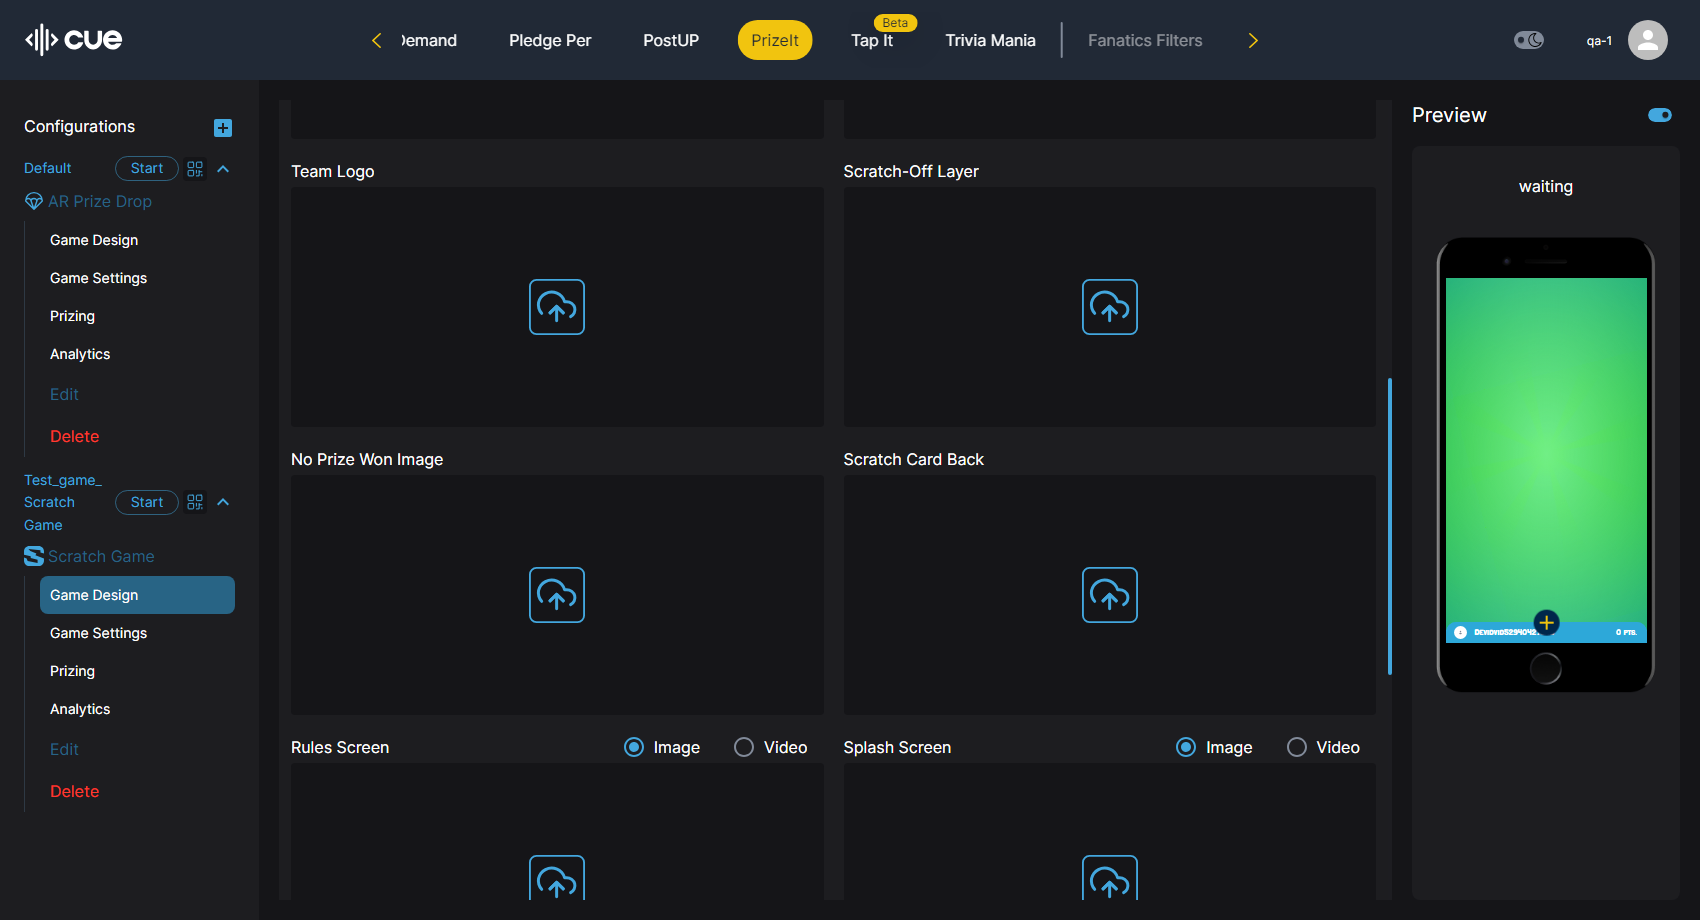 cue
Demand
Pledge Per
PostUP
PrizeIt
Beta
Tap It
Trivia Mania
Fanatics Filters
qa-1
Configurations
Default
Start
AR Prize Drop
Game Design
Game Settings
Prizing
Analytics
Edit
Delete
Test_game_
Scratch
Game
Start
Scratch Game
Game Design
Game Settings
Prizing
Analytics
Edit
Delete
Team Logo
Scratch-Off Layer
No Prize Won Image
Scratch Card Back
Rules Screen
Image
Video
Splash Screen
Image
Video
Preview
waiting
0 PTS.